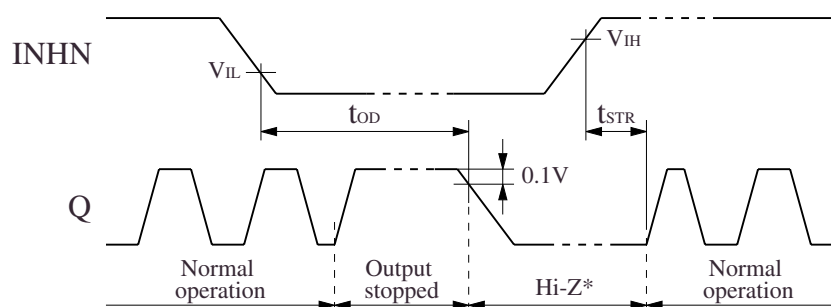 INHN
VIL
VIH
tOD
tSTR
0.1V
Q
Normal
operation
Output
stopped
Hi-Z*
Normal
operation